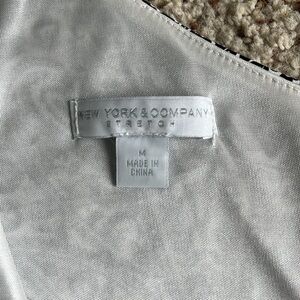 NEW YORK & COMPANY
STRETCH
M
MADE IN
CHINA